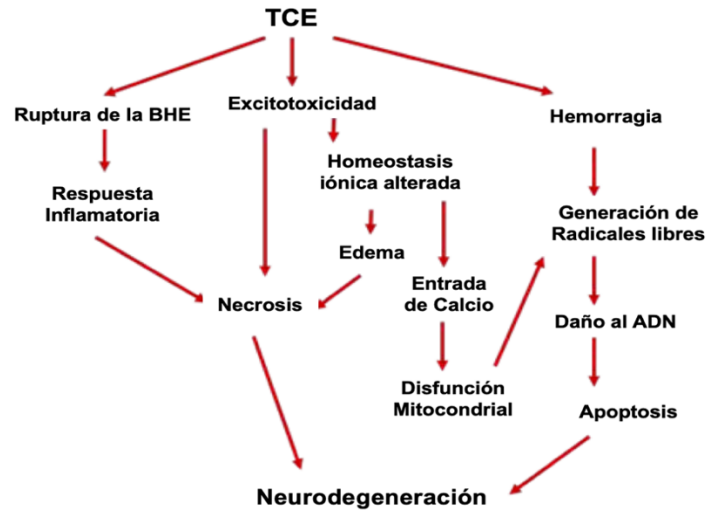 TCE
Ruptura de la BHE
Excitotoxicidad
Hemorragia
Homeostasis
iónica alterada
Respuesta
Inflamatoria
Generación de
Radicales libres
Edema
Entrada
de Calcio
Necrosis
Daño al ADN
Disfunción
Mitocondrial
Apoptosis
Neurodegeneración